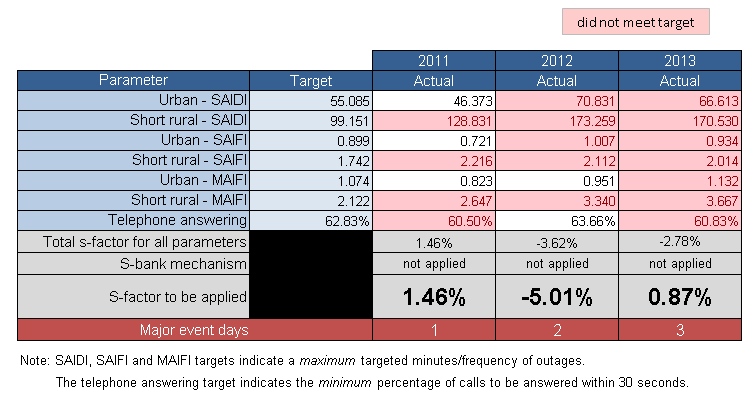 did not meet target
2011 2012 2013
Parameter Target Actual Actual Actual
Urban - SAIDI 55.085 46.373 70.831 66.613
Short rural - SAIDI 99.151 128.831 173.259 170.530
Urban - SAIFI 0.899 0.721 1.007 0.934
Short rural - SAIFI 1.742 2.216 2.112 2.014
Urban - MAIFI 1.074 0.823 0.951 1.132
Short rural - MAIFI 2.122 2.647 3.340 3.667
Telephone answering 62.83% 60.50% 63.66% 60.83%
Total s-factor for all parameters 1.46% -3.62% -2.78%
S-bank mechanism not applied not applied not applied
S-factor to be applied 1.46% -5.01% 0.87%
Major event days 1 2 3
Note: SAIDI, SAIFI and MAIFI targets indicate a maximum targeted minutes/frequency of outages.
The telephone answering target indicates the minimum percentage of calls to be answered within 30 seconds.